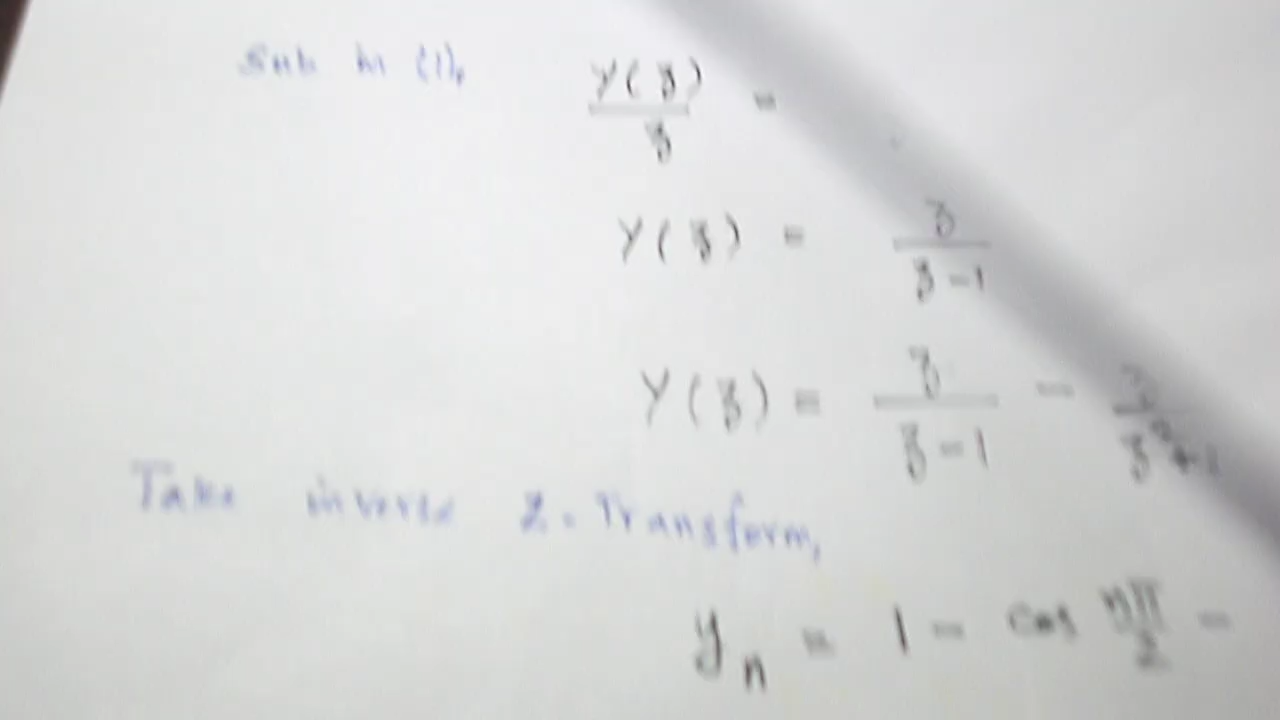 Sub in (1), Y(z)/z =
Y(z) = z/(z-1)
Y(z) = z/(z-1) -
Take inverse Z-Transform,
y_n = 1 - cos nπ/2 -